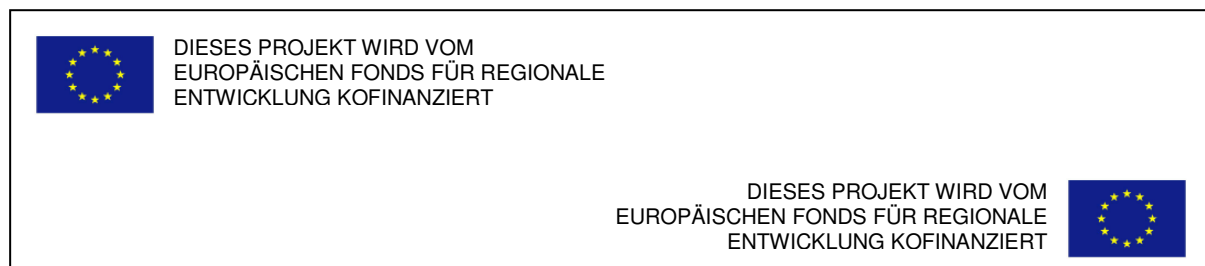 DIESES PROJEKT WIRD VOM
EUROPÄISCHEN FONDS FÜR REGIONALE
ENTWICKLUNG KOFINANZIERT
DIESES PROJEKT WIRD VOM
EUROPÄISCHEN FONDS FÜR REGIONALE
ENTWICKLUNG KOFINANZIERT